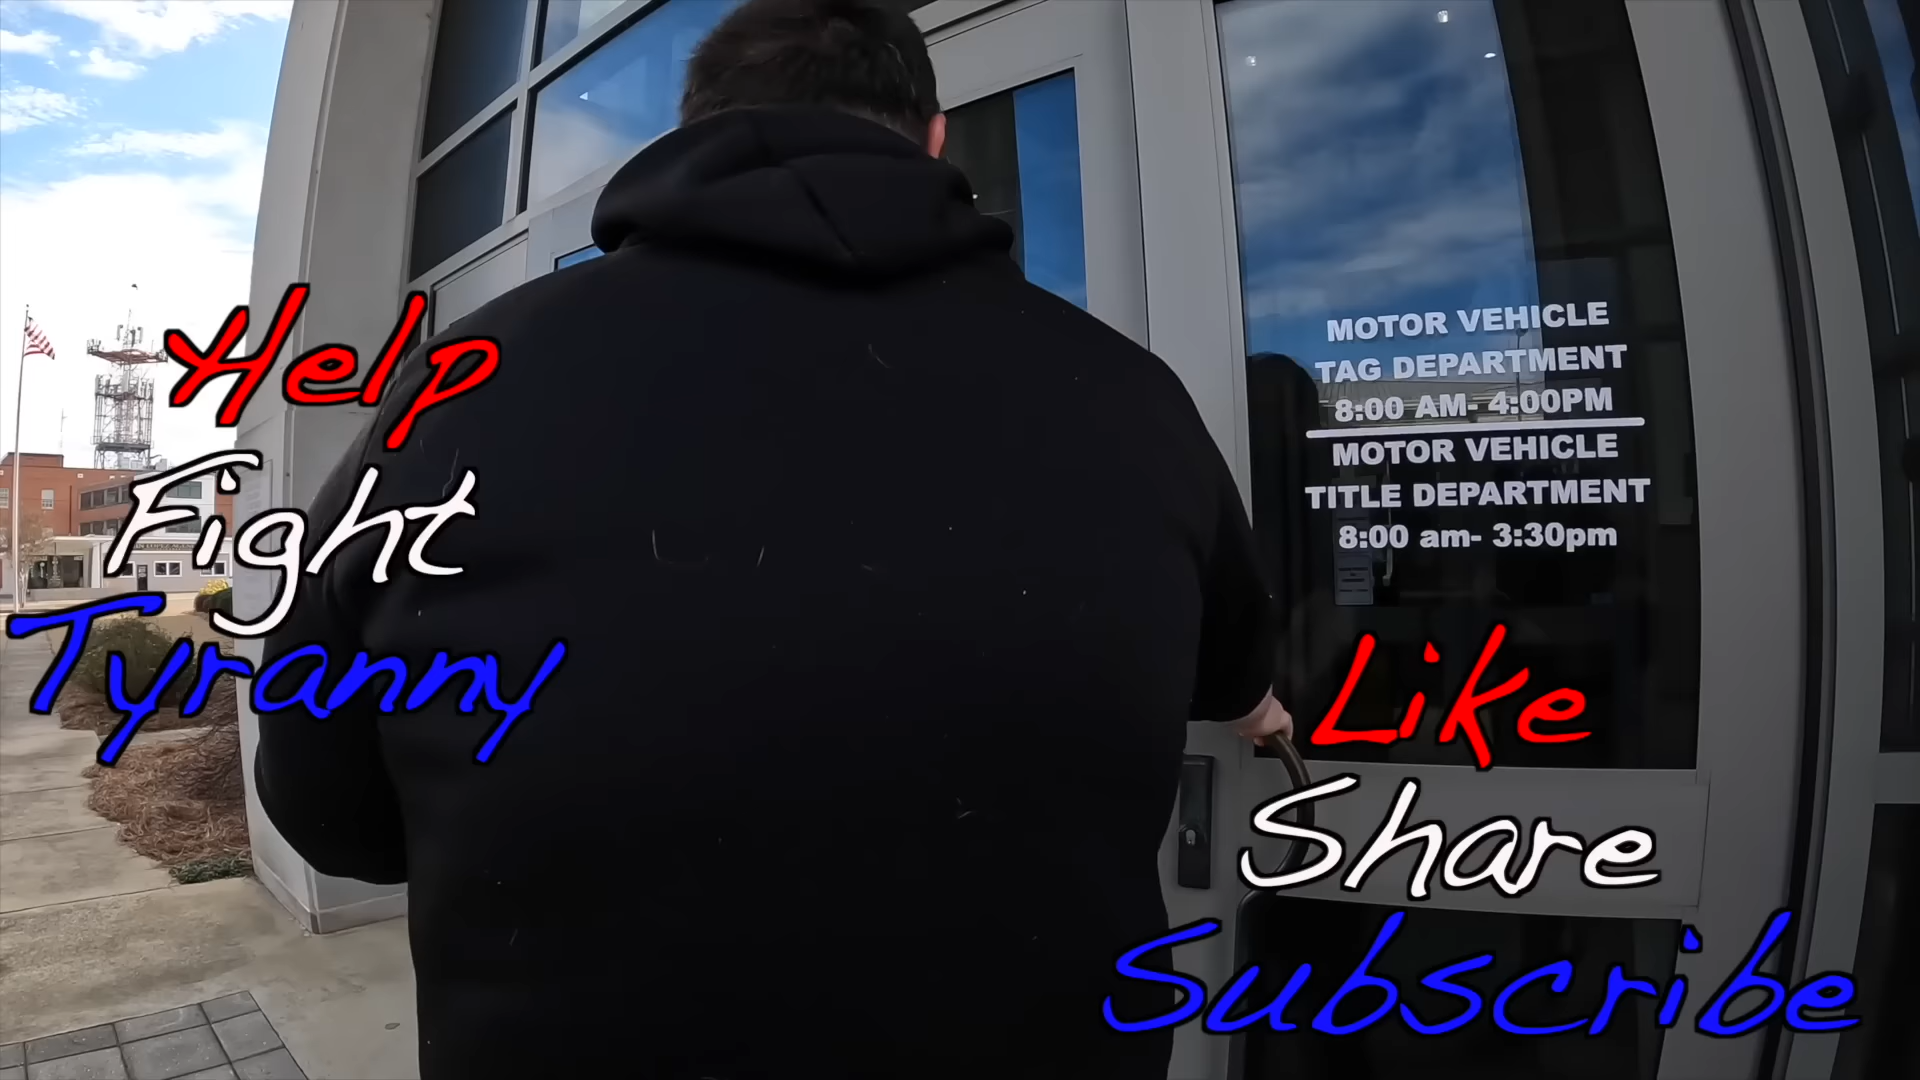 Help
Fight
Tyranny
MOTOR VEHICLE
TAG DEPARTMENT
8:00 AM- 4:00PM
MOTOR VEHICLE
TITLE DEPARTMENT
8:00 am- 3:30pm
Like
Share
Subscribe